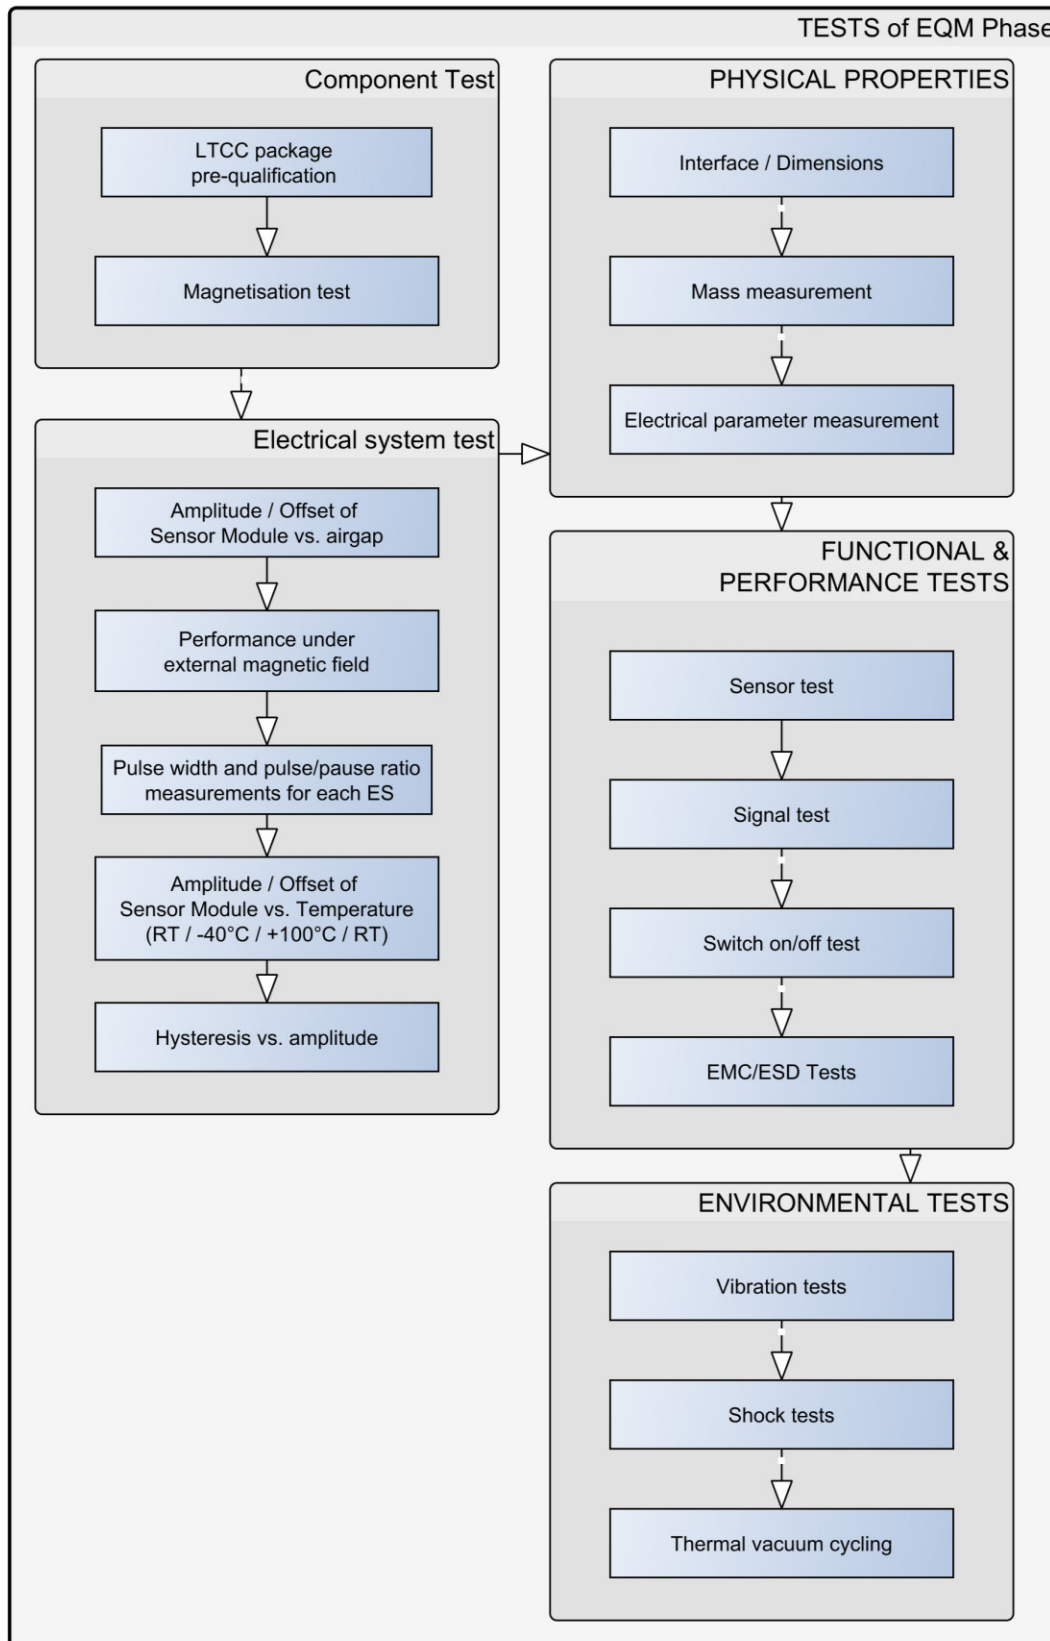 TESTS of EQM Phase
Component Test
LTCC package
pre-qualification
Magnetisation test
Electrical system test
Amplitude / Offset of
Sensor Module vs. airgap
Performance under
external magnetic field
Pulse width and pulse/pause ratio
measurements for each ES
Amplitude / Offset of
Sensor Module vs. Temperature
(RT / -40°C / +100°C / RT)
Hysteresis vs. amplitude
PHYSICAL PROPERTIES
Interface / Dimensions
Mass measurement
Electrical parameter measurement
FUNCTIONAL &
PERFORMANCE TESTS
Sensor test
Signal test
Switch on/off test
EMC/ESD Tests
ENVIRONMENTAL TESTS
Vibration tests
Shock tests
Thermal vacuum cycling